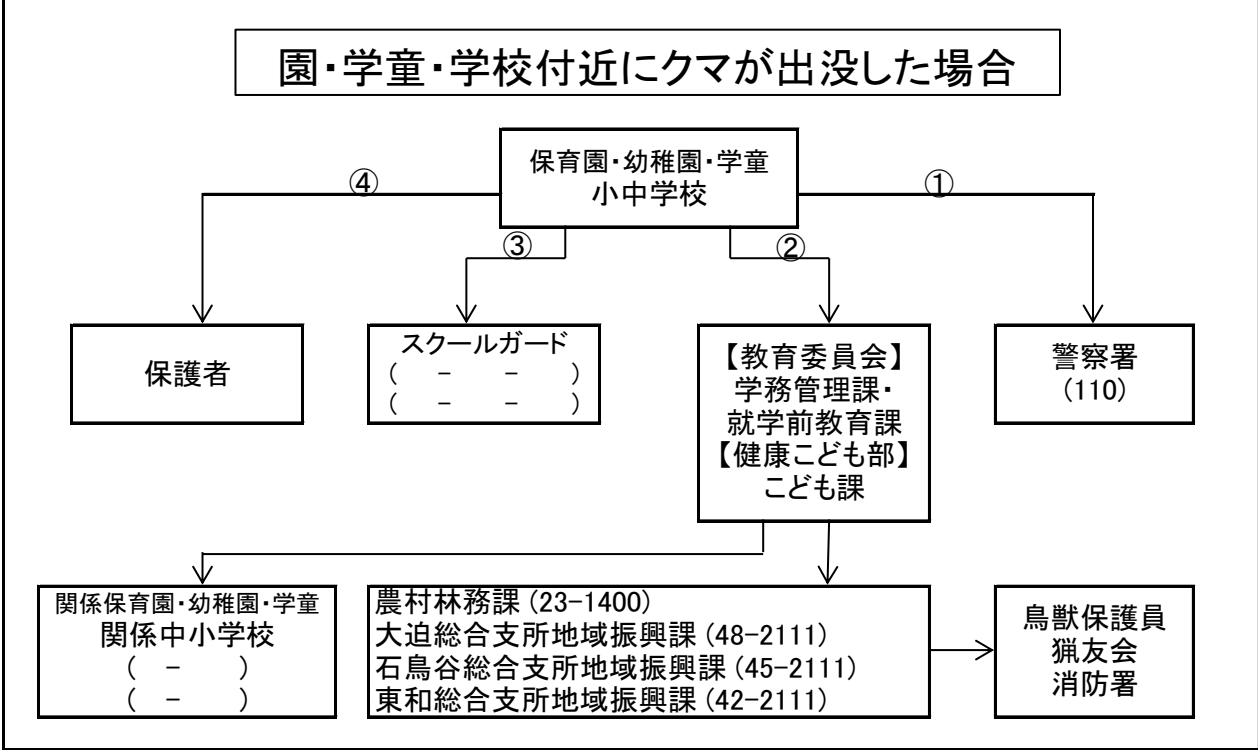 園・学童・学校付近にクマが出没した場合
保育園・幼稚園・学童
小中学校
④
①
③
②
保護者
スクールガード
(　－　－　)
(　－　－　)
【教育委員会】
学務管理課・
就学前教育課
【健康こども部】
こども課
警察署
(110)
関係保育園・幼稚園・学童
関係中小学校
(　－　)
(　－　)
農村林務課(23-1400)
大迫総合支所地域振興課(48-2111)
石鳥谷総合支所地域振興課(45-2111)
東和総合支所地域振興課(42-2111)
鳥獣保護員
猟友会
消防署